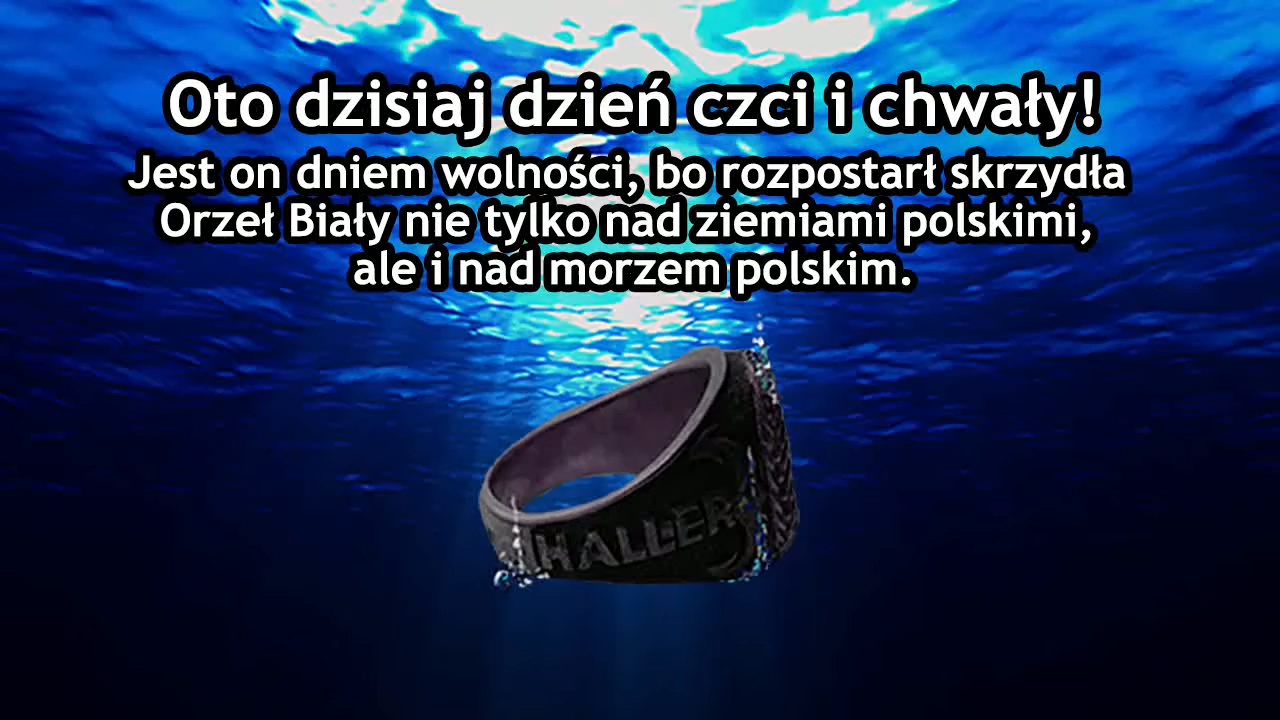 Oto dzisiaj dzień czci i chwały!
Jest on dniem wolności, bo rozpostarł skrzydła
Orzeł Biały nie tylko nad ziemiami polskimi,
ale i nad morzem polskim.
HALLER